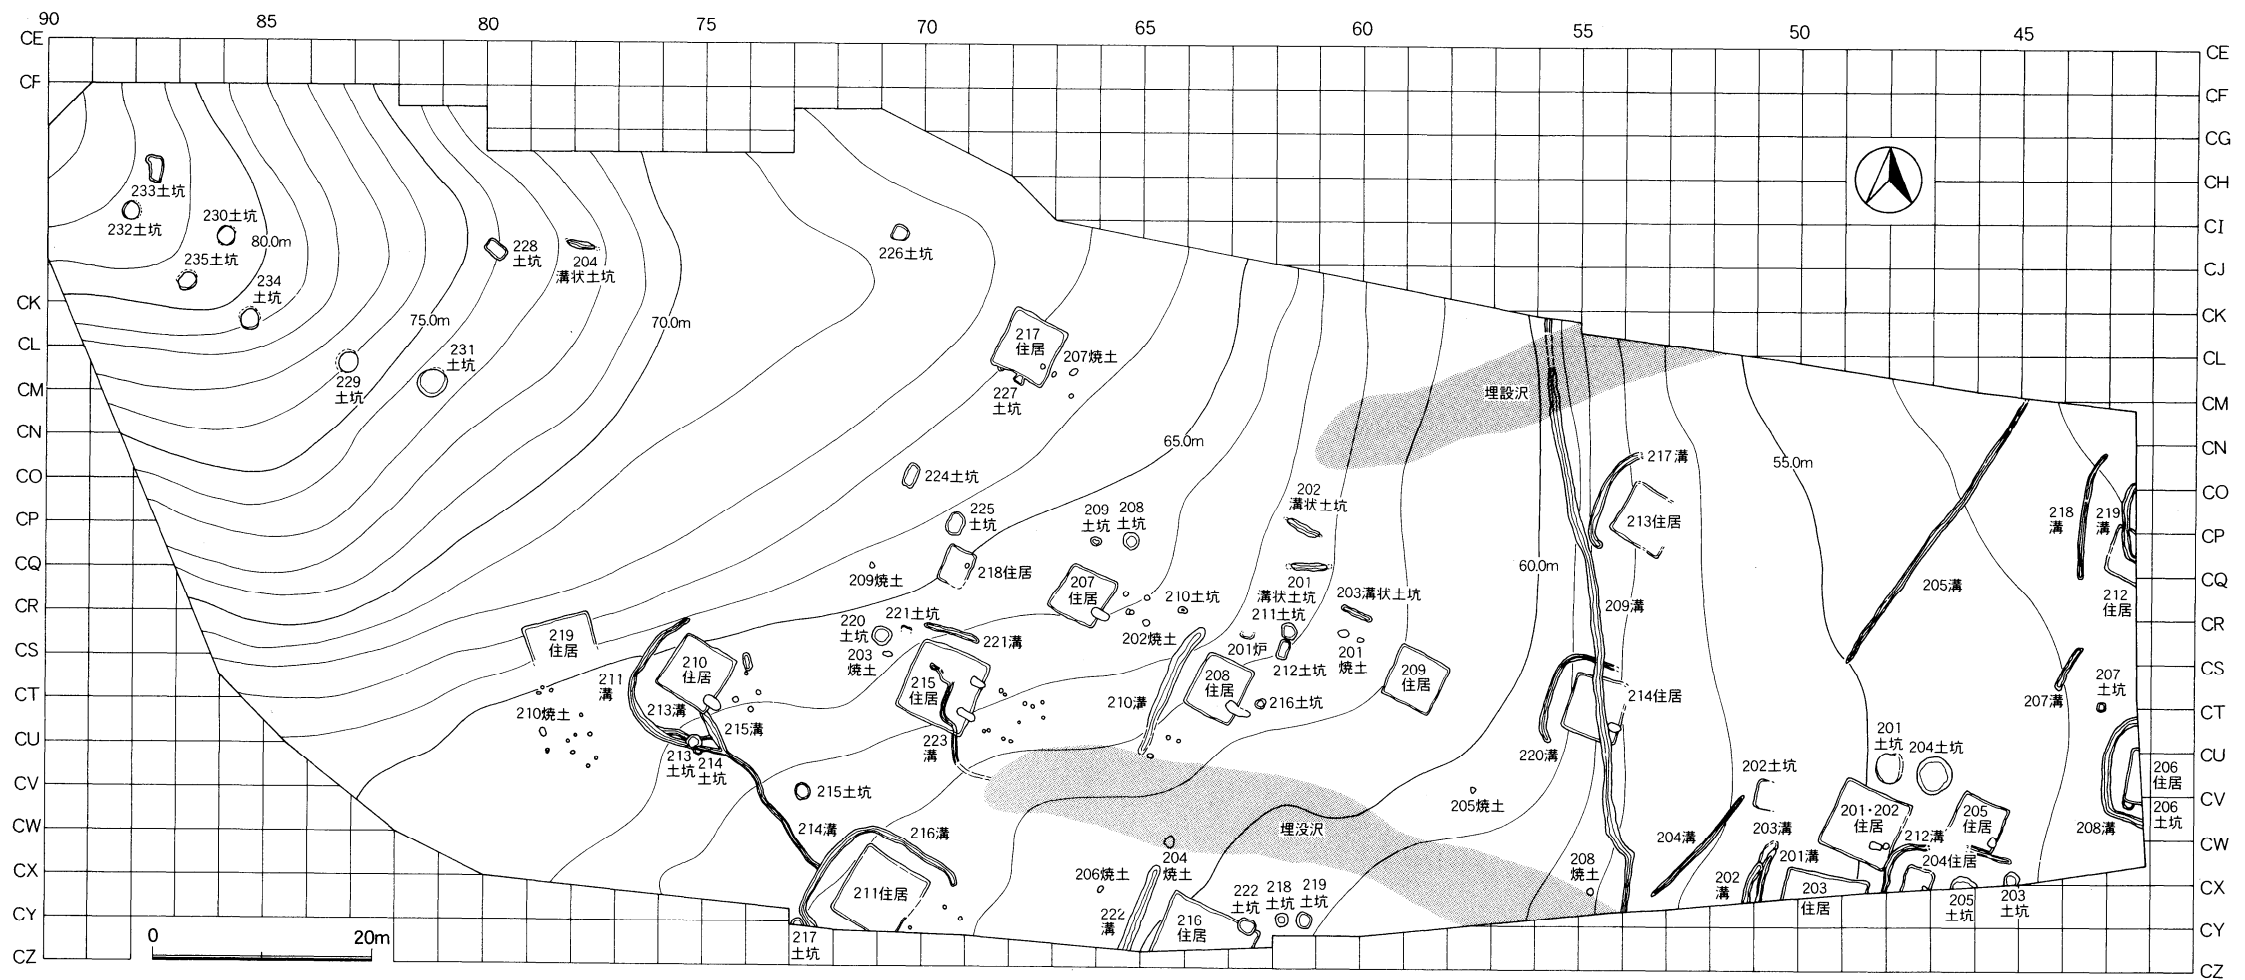 90
85
80
75
70
65
60
55
50
45
CE
CE
CF
CF
CG
CH
CI
CJ
CK
CK
CL
CL
CM
CM
CN
CN
CO
CO
CP
CP
CQ
CQ
CR
CR
CS
CS
CT
CT
CU
CU
CV
CV
CW
CW
CX
CX
CY
CY
CZ
CZ
233土坑
232土坑
230土坑
80.0m
235土坑
234
土坑
228
土坑
204
溝状土坑
226土坑
75.0m
70.0m
229
土坑
231
土坑
217
住居
207焼土
227
土坑
埋設沢
65.0m
55.0m
224土坑
225
土坑
209
土坑
208
土坑
202
溝状土坑
217溝
213住居
218
溝
219
溝
209焼土
218住居
207
住居
210土坑
201
溝状土坑
203溝状土坑
60.0m
209溝
205溝
212
住居
219
住居
220
土坑
221土坑
221溝
202焼土
211土坑
201炉
212土坑
201
焼土
203
焼土
210
住居
211
溝
213溝
215溝
215
住居
208
住居
209
住居
214住居
207
土坑
207溝
210焼土
213
土坑
214
土坑
223
溝
210溝
216土坑
220溝
201
土坑
204土坑
202土坑
206
住居
206
土坑
208溝
215土坑
205焼土
埋没沢
214溝
216溝
204溝
203溝
201・202
住居
205
住居
212溝
204
焼土
206焼土
208
焼土
201溝
204住居
202
溝
203
住居
205
土坑
203
土坑
211住居
217
土坑
222
溝
216
住居
222
土坑
218
土坑
219
土坑
0
20m